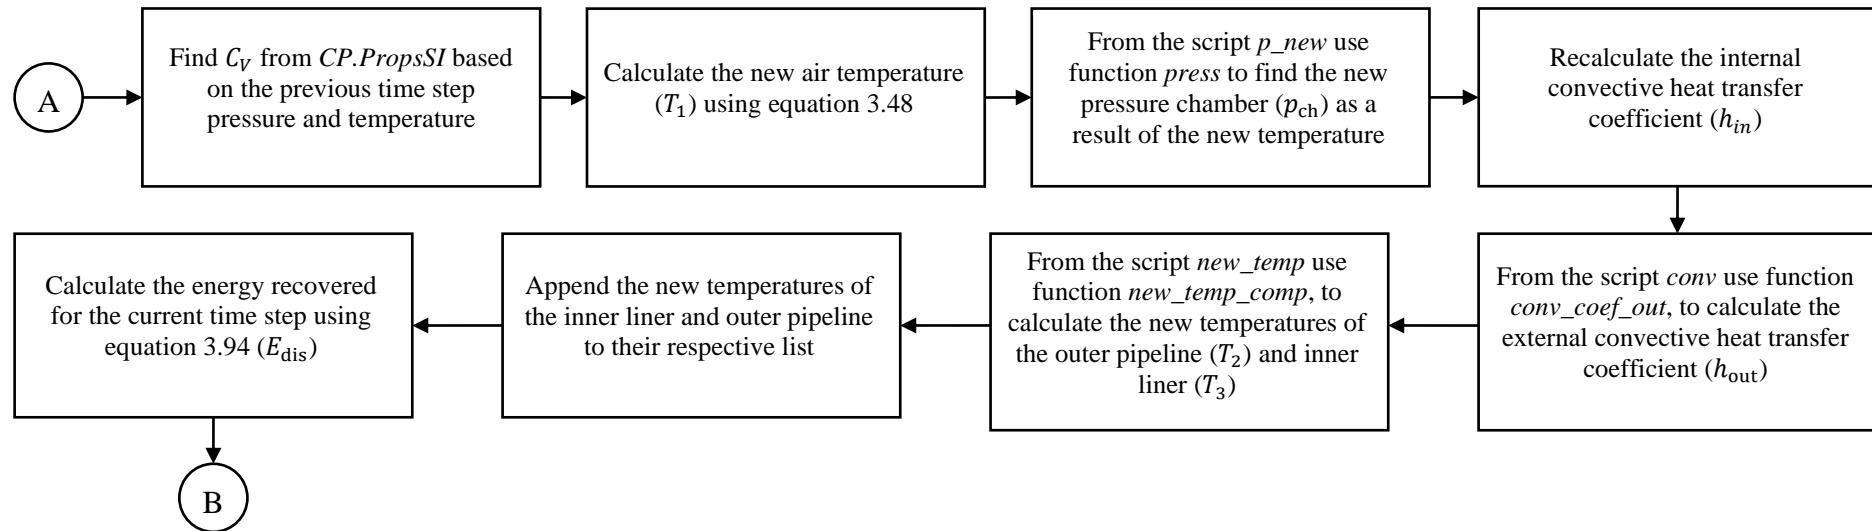 A
Find C_V from CP.PropsSI based
on the previous time step
pressure and temperature
Calculate the new air temperature
(T_1) using equation 3.48
From the script p_new use
function press to find the new
pressure chamber (p_ch) as a
result of the new temperature
Recalculate the internal
convective heat transfer
coefficient (h_in)
From the script conv use function
conv_coef_out, to calculate the
external convective heat transfer
coefficient (h_out)
From the script new_temp use
function new_temp_comp, to
calculate the new temperatures of
the outer pipeline (T_2) and inner
liner (T_3)
Append the new temperatures of
the inner liner and outer pipeline
to their respective list
Calculate the energy recovered
for the current time step using
equation 3.94 (E_dis)
B